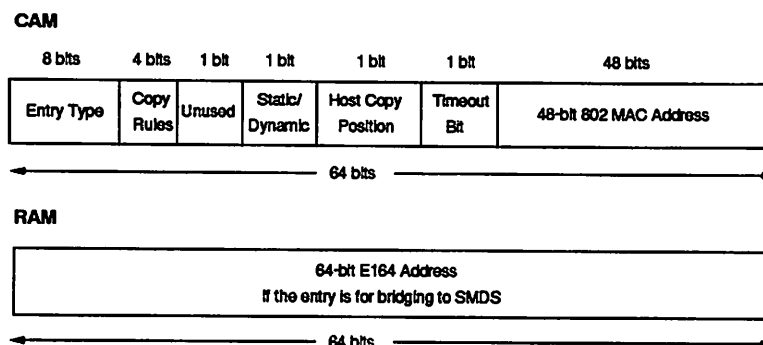 CAM
8 bits 4 bits 1 bit 1 bit 1 bit 1 bit 48 bits
Entry Type
Copy Rules
Unused
Static/ Dynamic
Host Copy Position
Timeout Bit
48-bit 802 MAC Address
64 bits
RAM
64-bit E164 Address
If the entry is for bridging to SMDS
64 bits